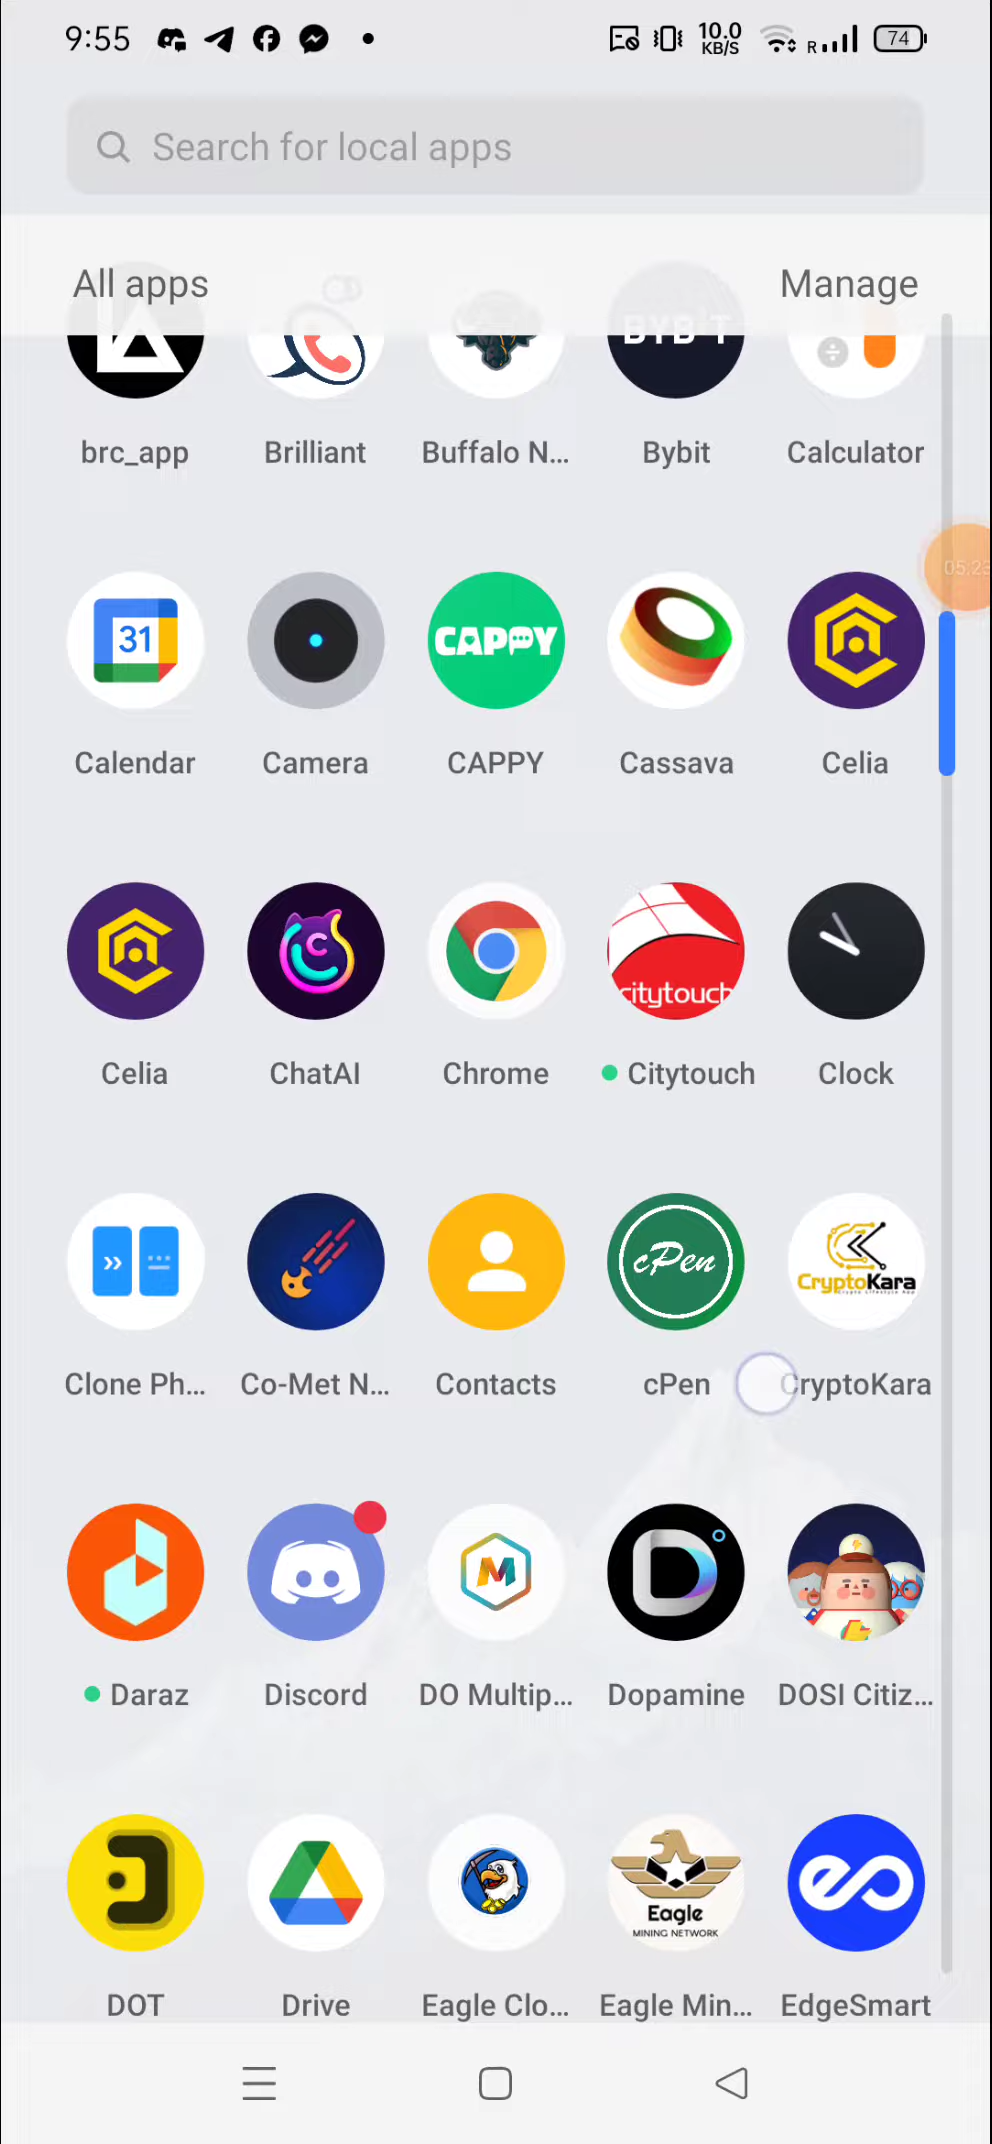 9:55 10.0 KB/S R 74
Search for local apps
All apps Manage
BYBIT
brc_app Brilliant Buffalo N... Bybit Calculator
05:23
31 CAPPY
Calendar Camera CAPPY Cassava Celia
C citytouch
Celia ChatAI Chrome Citytouch Clock
cPen CryptoKara
Clone Ph... Co-Met N... Contacts cPen CryptoKara
M D
Daraz Discord DO Multip... Dopamine DOSI Citiz...
Eagle
MINING NETWORK
DOT Drive Eagle Clo... Eagle Min... EdgeSmart